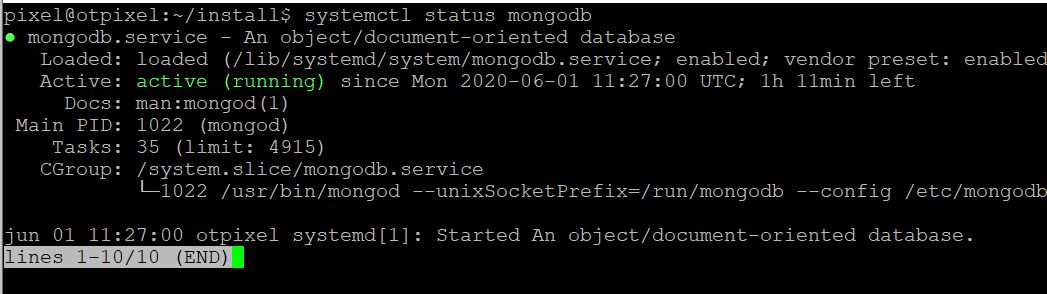 pixel@otpixel:~/install$ systemctl status mongodb
● mongodb.service - An object/document-oriented database
   Loaded: loaded (/lib/systemd/system/mongodb.service; enabled; vendor preset: enabled
   Active: active (running) since Mon 2020-06-01 11:27:00 UTC; 1h 11min left
     Docs: man:mongod(1)
 Main PID: 1022 (mongod)
    Tasks: 35 (limit: 4915)
   CGroup: /system.slice/mongodb.service
           └─1022 /usr/bin/mongod --unixSocketPrefix=/run/mongodb --config /etc/mongodb
jun 01 11:27:00 otpixel systemd[1]: Started An object/document-oriented database.
lines 1-10/10 (END)